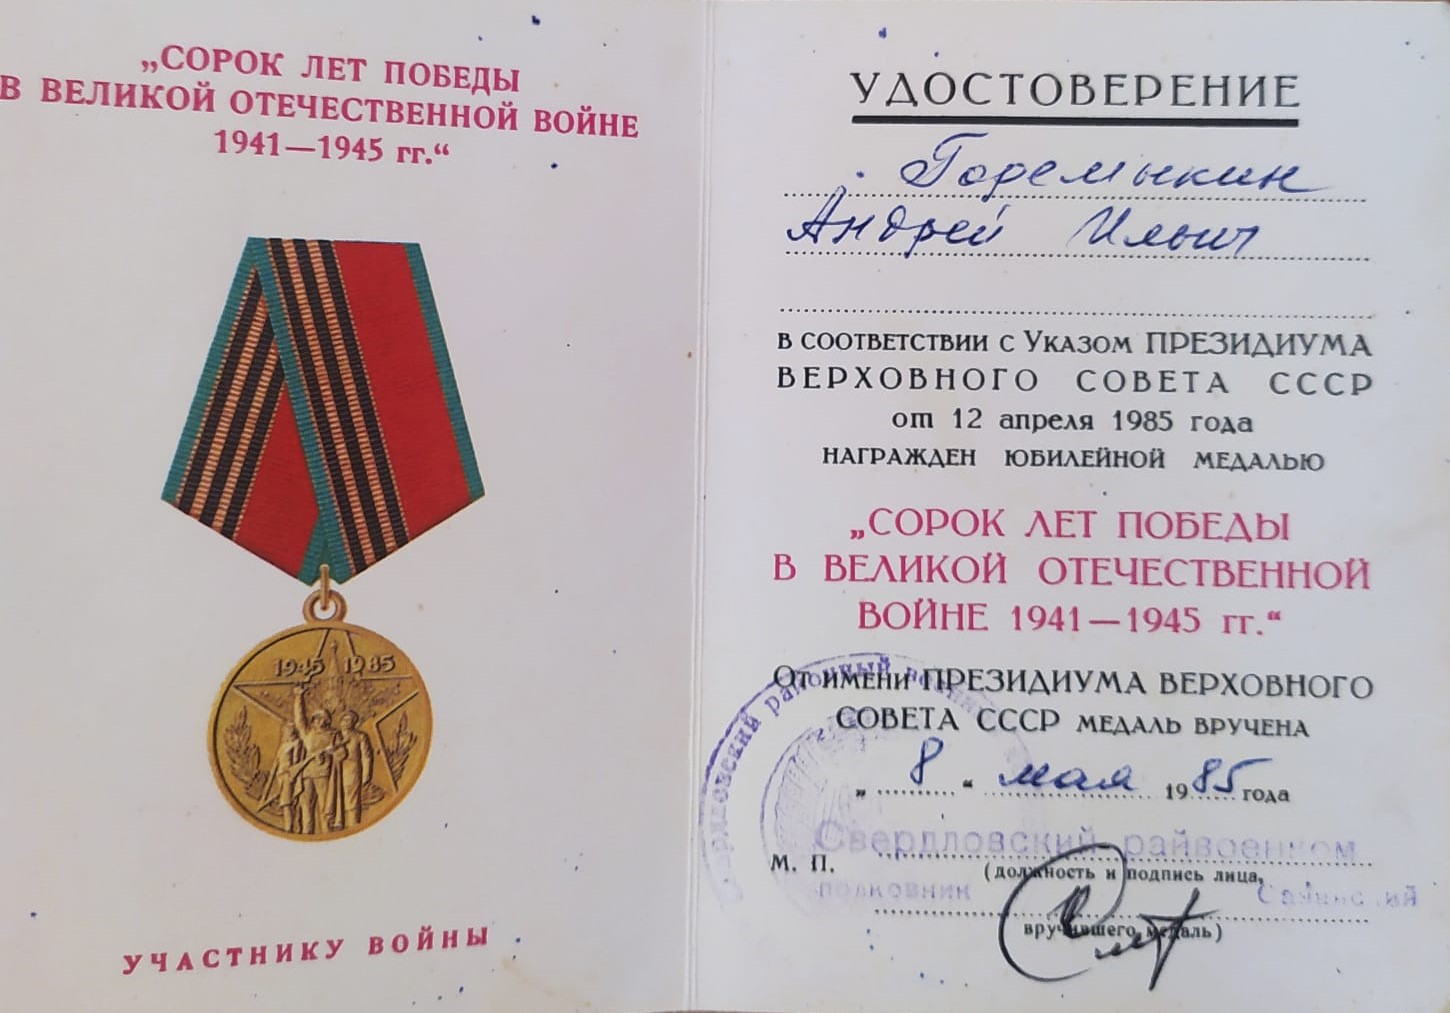 „СОРОК ЛЕТ ПОБЕДЫ
В ВЕЛИКОЙ ОТЕЧЕСТВЕННОЙ ВОЙНЕ
1941—1945 гг.“
1945 1985
УЧАСТНИКУ ВОЙНЫ
УДОСТОВЕРЕНИЕ
Горемыкин
Андрей Ильич
В СООТВЕТСТВИИ С УКАЗОМ ПРЕЗИДИУМА
ВЕРХОВНОГО СОВЕТА СССР
от 12 апреля 1985 года
НАГРАЖДЕН ЮБИЛЕЙНОЙ МЕДАЛЬЮ
„СОРОК ЛЕТ ПОБЕДЫ
В ВЕЛИКОЙ ОТЕЧЕСТВЕННОЙ
ВОЙНЕ 1941—1945 гг.“
ОТ ИМЕНИ ПРЕЗИДИУМА ВЕРХОВНОГО
СОВЕТА СССР МЕДАЛЬ ВРУЧЕНА
„ 8 “ мая 1985 года
Свердловский районный
Свердловский райвоенком
М. П.
(должность и подпись лица,
полковник
вручившего медаль)